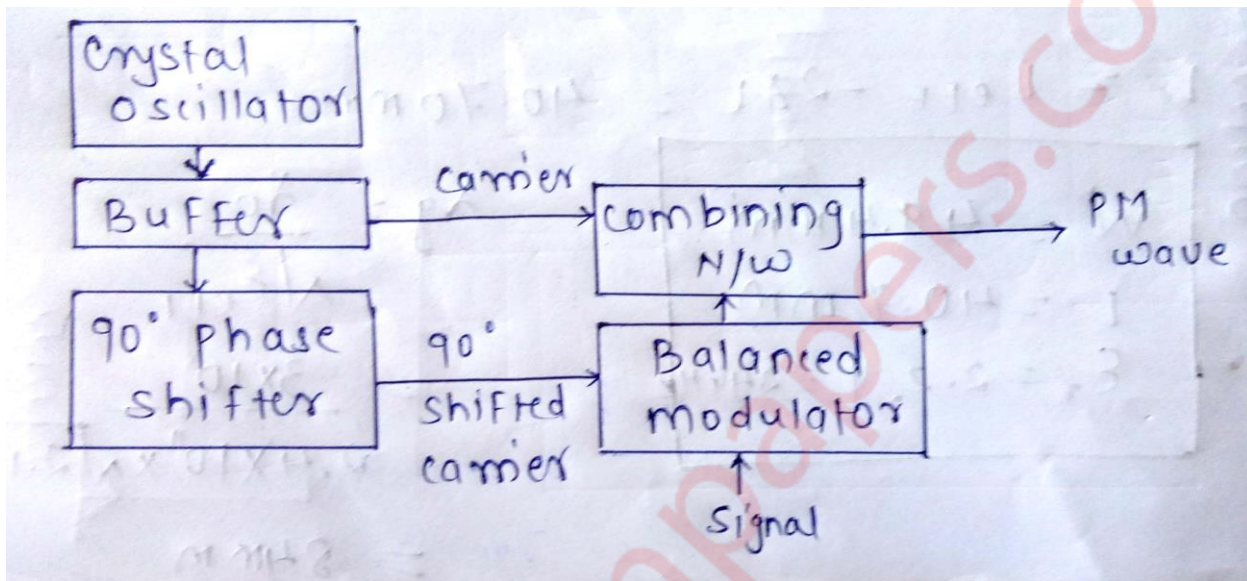 Crystal
oscillator
Buffer
carrier
combining
N/W
PM
wave
90° phase
shifter
90°
shifted
carrier
Balanced
modulator
signal